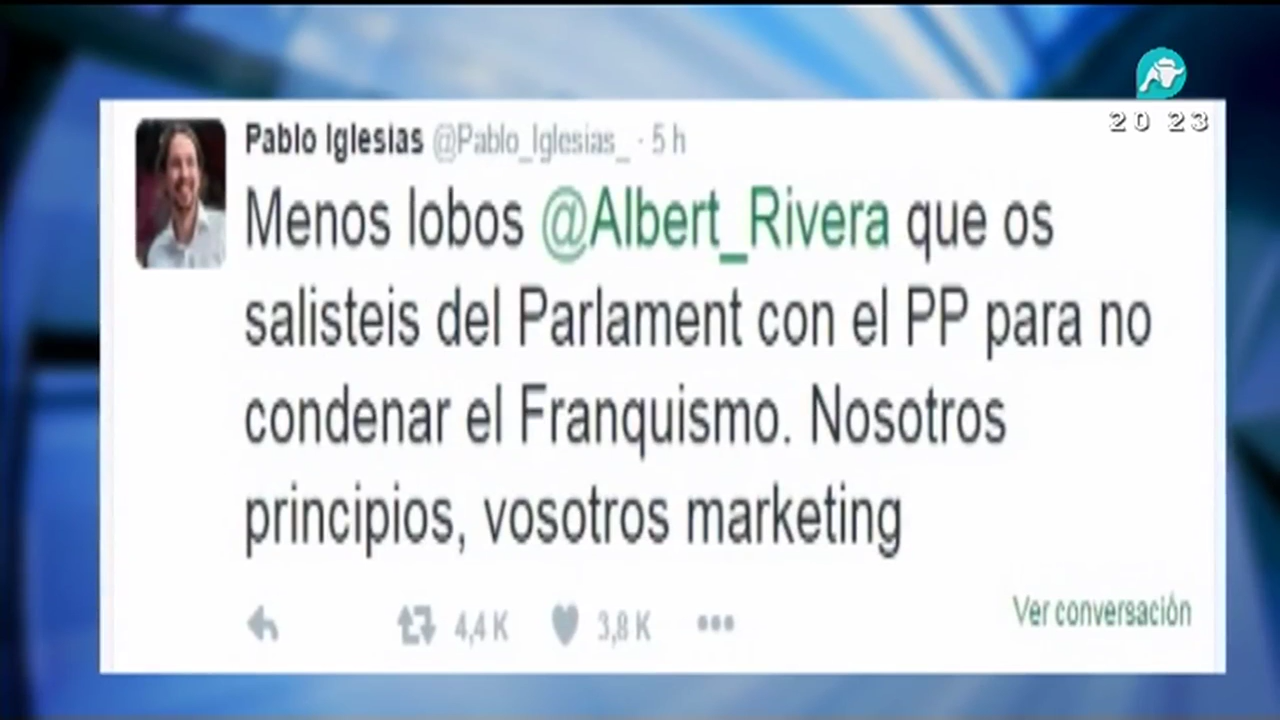 20 23
Pablo Iglesias @Pablo_Iglesias_ · 5 h
Menos lobos @Albert_Rivera que os
salisteis del Parlament con el PP para no
condenar el Franquismo. Nosotros
principios, vosotros marketing
4,4 K 3,8 K
Ver conversación